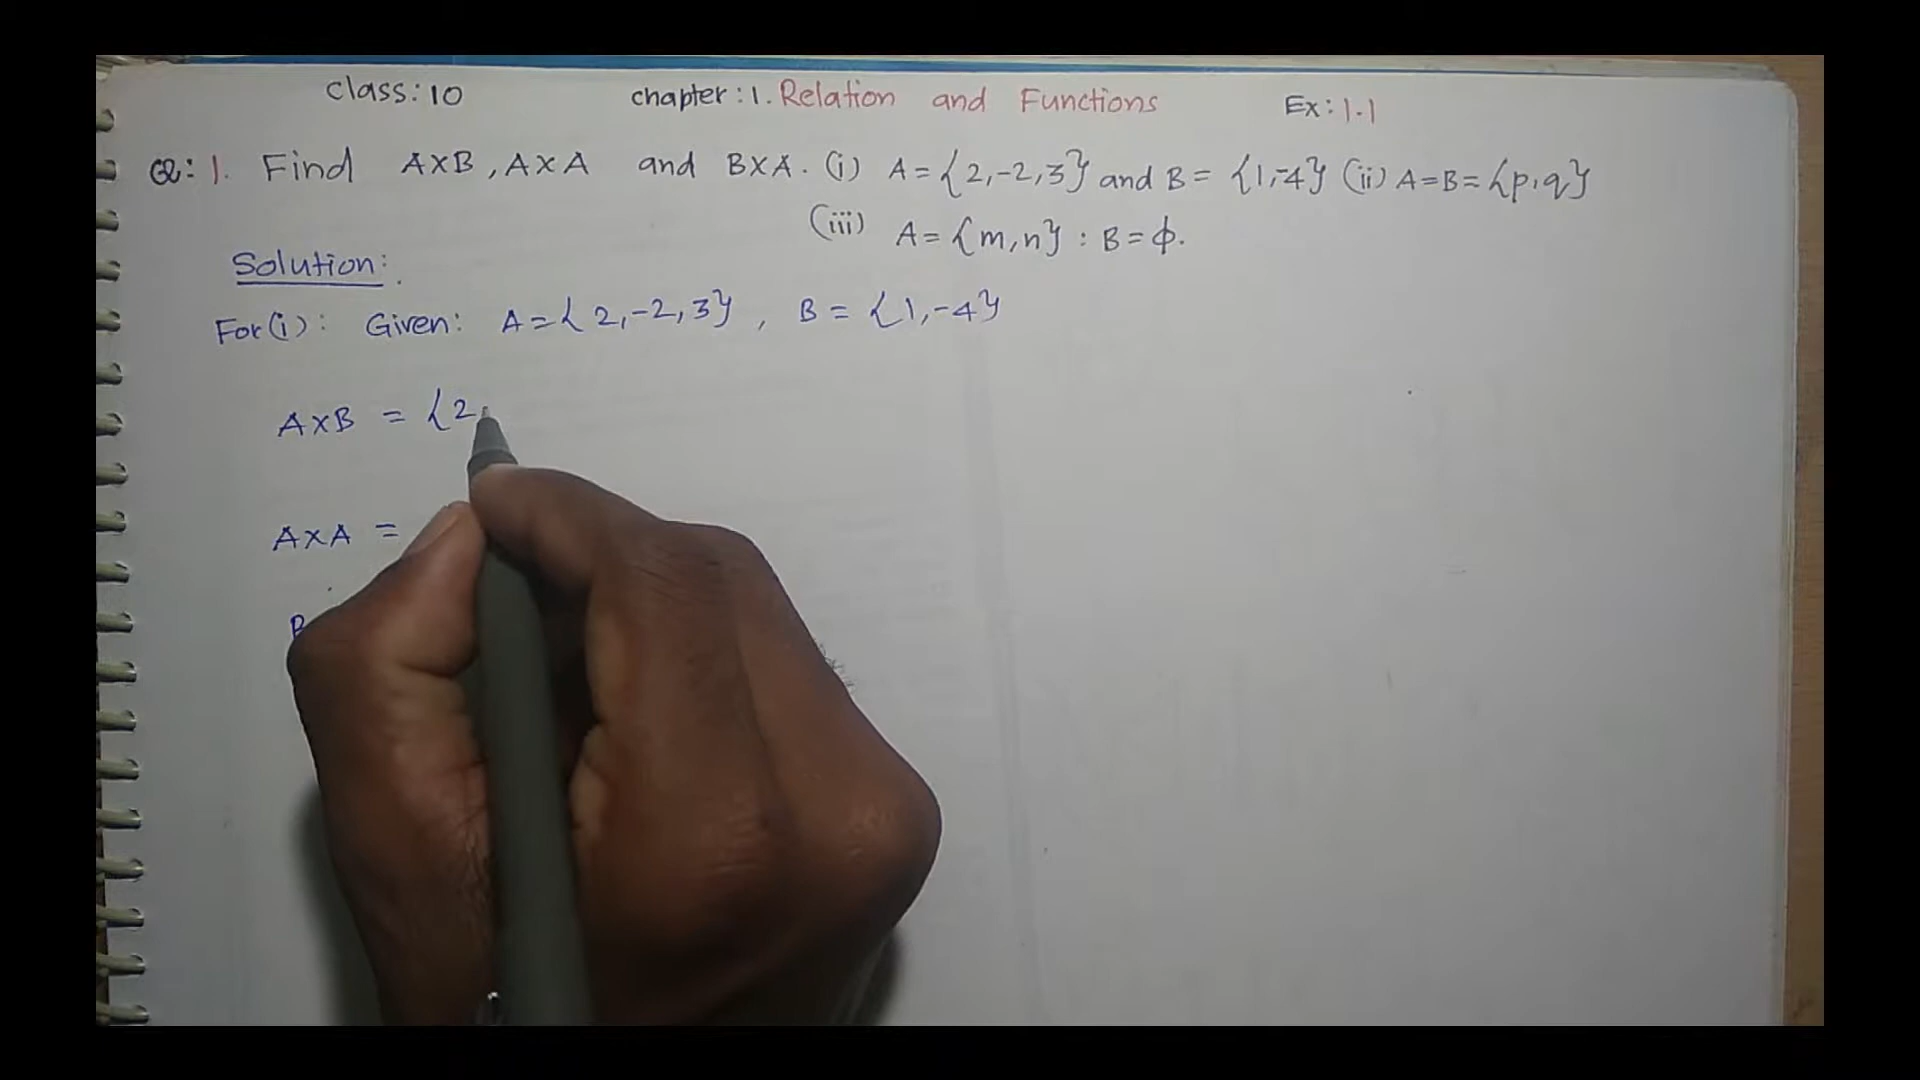 class: 10 chapter: 1. Relation and Functions Ex: 1.1
Q: 1. Find A×B, A×A and B×A. (i) A = {2,-2,3} and B = {1,-4} (ii) A=B= {p,q}
(iii) A= {m,n} : B = ϕ.
Solution:
For (i): Given: A = {2,-2,3}, B = {1,-4}
A×B = {2,
A×A =
B